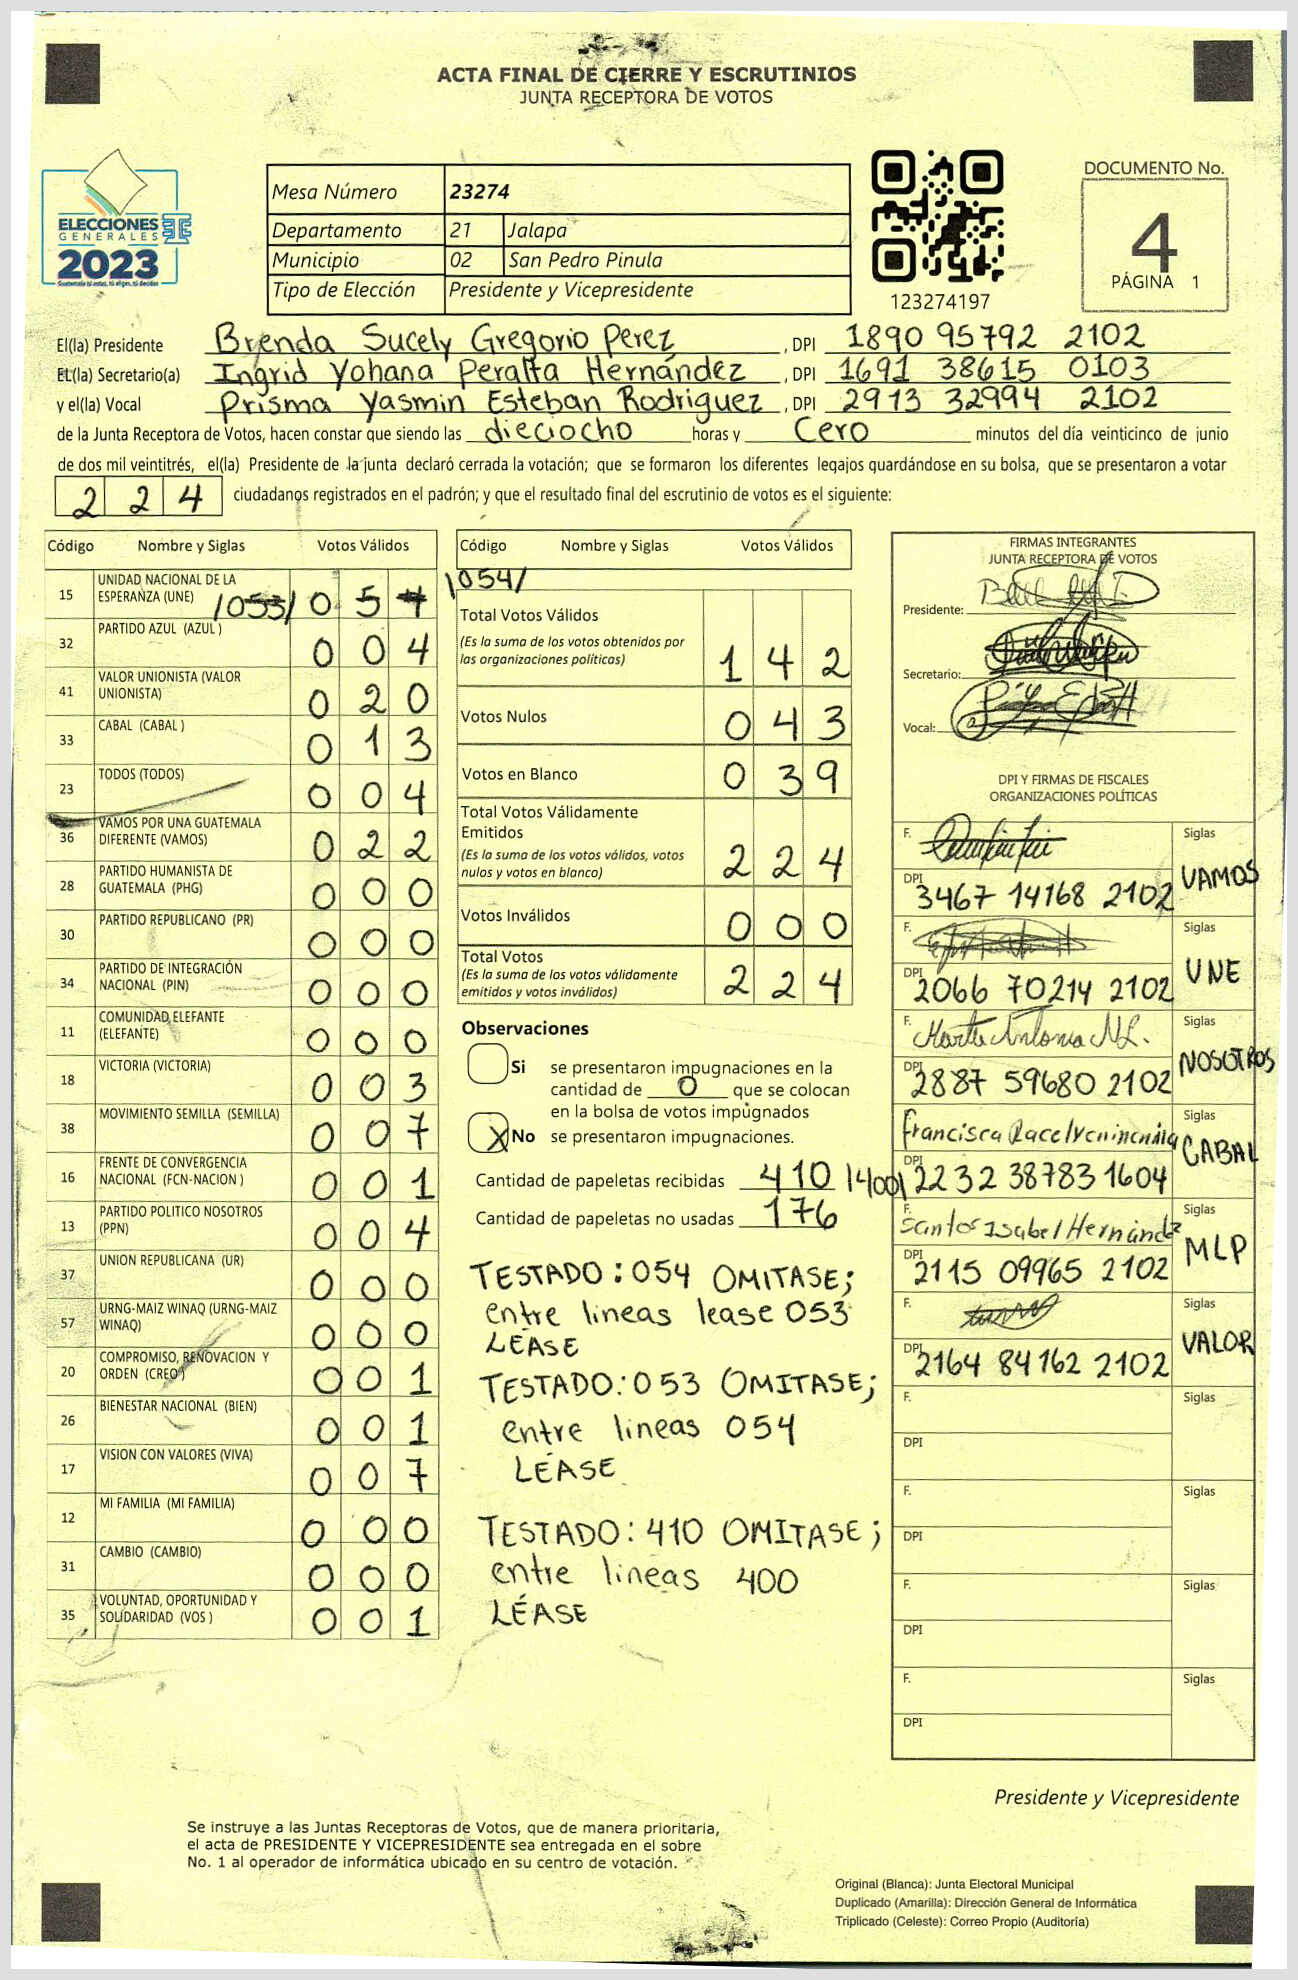 ACTA FINAL DE CIERRE Y ESCRUTINIOS
JUNTA RECEPTORA DE VOTOS
ELECCIONES
GENERALES
2023
Mesa Número 23274
Departamento 21 Jalapa
Municipio 02 San Pedro Pinula
Tipo de Elección Presidente y Vicepresidente
123274197
DOCUMENTO No.
4
PÁGINA 1
El(la) Presidente Brenda Sucely Gregorio Perez, DPI 1890 95792 2102
EL(la) Secretario(a) Ingrid Yohana Peralta Hernández, DPI 1691 38615 0103
y el(la) Vocal Prisma Yasmin Esteban Rodriguez, DPI 2913 32994 2102
de la Junta Receptora de Votos, hacen constar que siendo las dieciocho horas y Cero minutos del día veinticinco de junio
de dos mil veintitrés, el(la) Presidente de la junta declaró cerrada la votación; que se formaron los diferentes legajos guardándose en su bolsa, que se presentaron a votar
2 2 4 ciudadanos registrados en el padrón; y que el resultado final del escrutinio de votos es el siguiente:
Código Nombre y Siglas Votos Válidos
15 UNIDAD NACIONAL DE LA
ESPERANZA (UNE) /053/ 0 5 4
/054/
32 PARTIDO AZUL (AZUL ) 0 0 4
41 VALOR UNIONISTA (VALOR
UNIONISTA) 0 2 0
33 CABAL (CABAL ) 0 1 3
23 TODOS (TODOS) 0 0 4
36 VAMOS POR UNA GUATEMALA
DIFERENTE (VAMOS) 0 2 2
28 PARTIDO HUMANISTA DE
GUATEMALA (PHG) 0 0 0
30 PARTIDO REPUBLICANO (PR) 0 0 0
34 PARTIDO DE INTEGRACIÓN
NACIONAL (PIN) 0 0 0
11 COMUNIDAD ELEFANTE
(ELEFANTE) 0 0 0
18 VICTORIA (VICTORIA) 0 0 3
38 MOVIMIENTO SEMILLA (SEMILLA) 0 0 7
16 FRENTE DE CONVERGENCIA
NACIONAL (FCN-NACION ) 0 0 1
13 PARTIDO POLITICO NOSOTROS
(PPN) 0 0 4
37 UNION REPUBLICANA (UR) 0 0 0
57 URNG-MAIZ WINAQ (URNG-MAIZ
WINAQ) 0 0 0
20 COMPROMISO, RENOVACION Y
ORDEN (CREO) 0 0 1
26 BIENESTAR NACIONAL (BIEN) 0 0 1
17 VISION CON VALORES (VIVA) 0 0 7
12 MI FAMILIA (MI FAMILIA) 0 0 0
31 CAMBIO (CAMBIO) 0 0 0
35 VOLUNTAD, OPORTUNIDAD Y
SOLIDARIDAD (VOS ) 0 0 1
Código Nombre y Siglas Votos Válidos
Total Votos Válidos
(Es la suma de los votos obtenidos por
las organizaciones políticas) 1 4 2
Votos Nulos 0 4 3
Votos en Blanco 0 3 9
Total Votos Válidamente
Emitidos
(Es la suma de los votos válidos, votos
nulos y votos en blanco) 2 2 4
Votos Inválidos 0 0 0
Total Votos
(Es la suma de los votos válidamente
emitidos y votos inválidos) 2 2 4
Observaciones
Si se presentaron impugnaciones en la
cantidad de 0 que se colocan
en la bolsa de votos impugnados
X No se presentaron impugnaciones.
Cantidad de papeletas recibidas 410 /400/
Cantidad de papeletas no usadas 176
TESTADO: 054 OMITASE;
entre lineas lease 053
LÉASE
TESTADO: 053 OMITASE;
entre lineas 054
LÉASE
TESTADO: 410 OMITASE;
entre lineas 400
LÉASE
FIRMAS INTEGRANTES
JUNTA RECEPTORA DE VOTOS
Presidente:
Secretario:
Vocal:
DPI Y FIRMAS DE FISCALES
ORGANIZACIONES POLÍTICAS
F. Siglas
DPI 3467 14168 2102 VAMOS
F. Siglas
DPI 2066 70214 2102 UNE
F. Siglas
DPI 2887 59680 2102 NOSOTROS
Francisca Siglas
DPI 2232 38783 1604 CABAL
F. Santos Isabel Hernández Siglas
DPI 2115 09965 2102 MLP
F. Siglas
DPI 2164 84162 2102 VALOR
F. Siglas
DPI
F. Siglas
DPI
F. Siglas
DPI
F. Siglas
DPI
Presidente y Vicepresidente
Se instruye a las Juntas Receptoras de Votos, que de manera prioritaria,
el acta de PRESIDENTE Y VICEPRESIDENTE sea entregada en el sobre
No. 1 al operador de informática ubicado en su centro de votación.
Original (Blanca): Junta Electoral Municipal
Duplicado (Amarilla): Dirección General de Informática
Triplicado (Celeste): Correo Propio (Auditoría)